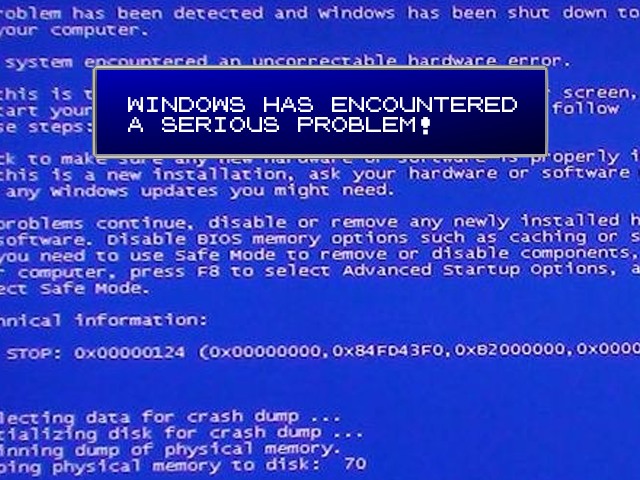 roblem has been detected and Windows has been shut down to
your computer.
system encountered an uncorrectable hardware error.
this is t
screen,
tart your
follow
se steps:
WINDOWS HAS ENCOUNTERED
A SERIOUS PROBLEM!
ck to make sure any new hardware or software is properly i
this is a new installation, ask your hardware or software
any Windows updates you might need.
problems continue, disable or remove any newly installed h
software. Disable BIOS memory options such as caching or s
you need to use Safe Mode to remove or disable components,
r computer, press F8 to select Advanced Startup Options, a
ect Safe Mode.
hnical information:
STOP: 0x00000124 (0x00000000,0x84FD43F0,0xB2000000,0x0000
llecting data for crash dump ...
tializing disk for crash dump ...
inning dump of physical memory.
ping physical memory to disk: 70